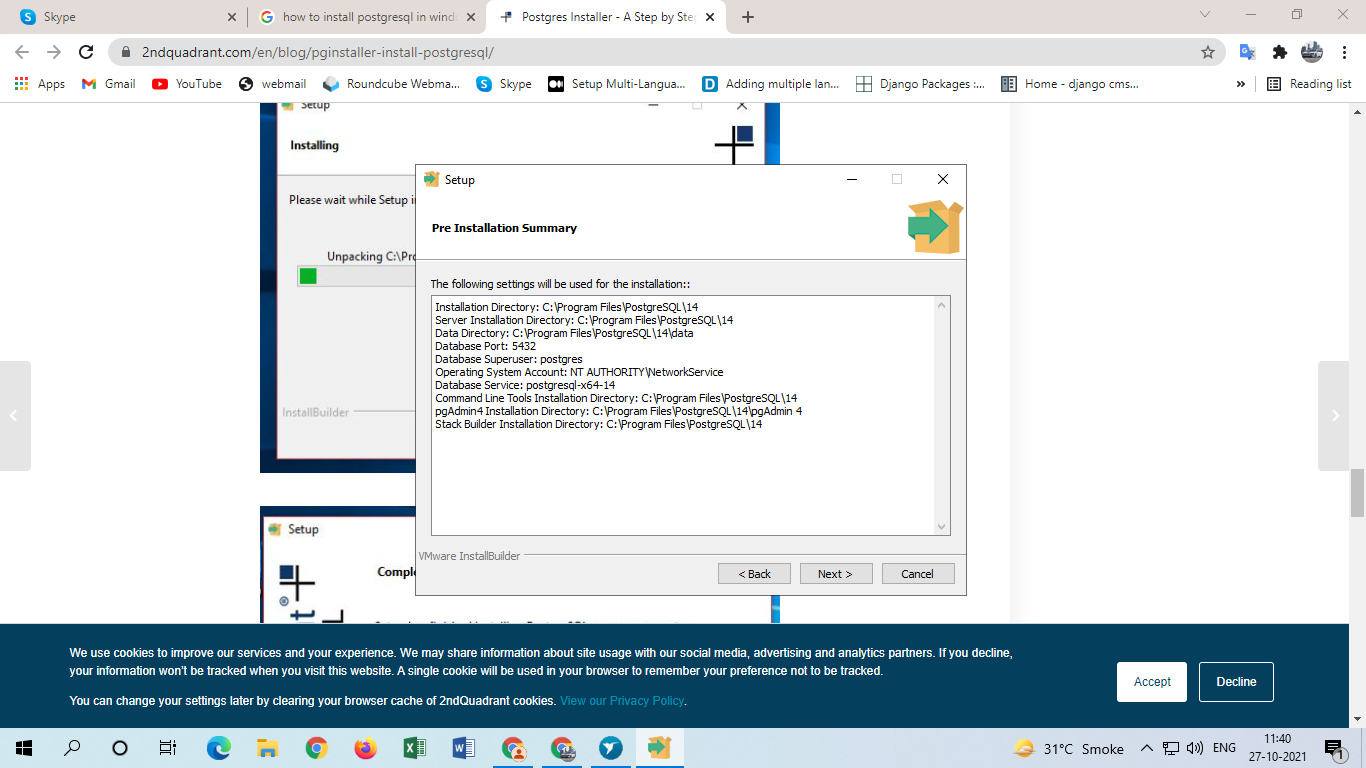 Skype
how to install postgresql in wind
Postgres Installer - A Step by Ste
2ndquadrant.com/en/blog/pginstaller-install-postgresql/
Apps
Gmail
YouTube
webmail
Roundcube Webma...
Skype
Setup Multi-Langua...
Adding multiple lan...
Django Packages :...
Home - django cms...
»
Reading list
Setup
Installing
Please wait while Setup i
Unpacking C:\Pro
InstallBuilder
Setup
Pre Installation Summary
The following settings will be used for the installation::
Installation Directory: C:\Program Files\PostgreSQL\14
Server Installation Directory: C:\Program Files\PostgreSQL\14
Data Directory: C:\Program Files\PostgreSQL\14\data
Database Port: 5432
Database Superuser: postgres
Operating System Account: NT AUTHORITY\NetworkService
Database Service: postgresql-x64-14
Command Line Tools Installation Directory: C:\Program Files\PostgreSQL\14
pgAdmin4 Installation Directory: C:\Program Files\PostgreSQL\14\pgAdmin 4
Stack Builder Installation Directory: C:\Program Files\PostgreSQL\14
VMware InstallBuilder
< Back
Next >
Cancel
Setup
Comple
We use cookies to improve our services and your experience. We may share information about site usage with our social media, advertising and analytics partners. If you decline,
your information won't be tracked when you visit this website. A single cookie will be used in your browser to remember your preference not to be tracked.
You can change your settings later by clearing your browser cache of 2ndQuadrant cookies. View our Privacy Policy.
Accept
Decline
31°C Smoke
ENG
11:40
27-10-2021
1